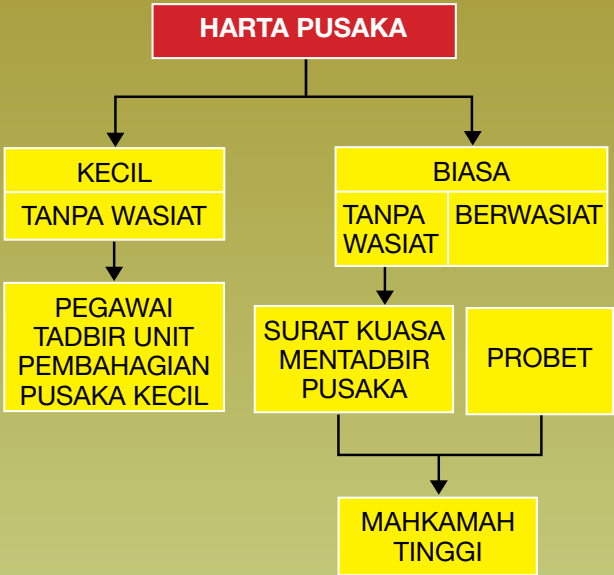 HARTA PUSAKA
KECIL
TANPA WASIAT
BIASA
TANPA
WASIAT
BERWASIAT
PEGAWAI
TADBIR UNIT
PEMBAHAGIAN
PUSAKA KECIL
SURAT KUASA
MENTADBIR
PUSAKA
PROBET
MAHKAMAH
TINGGI